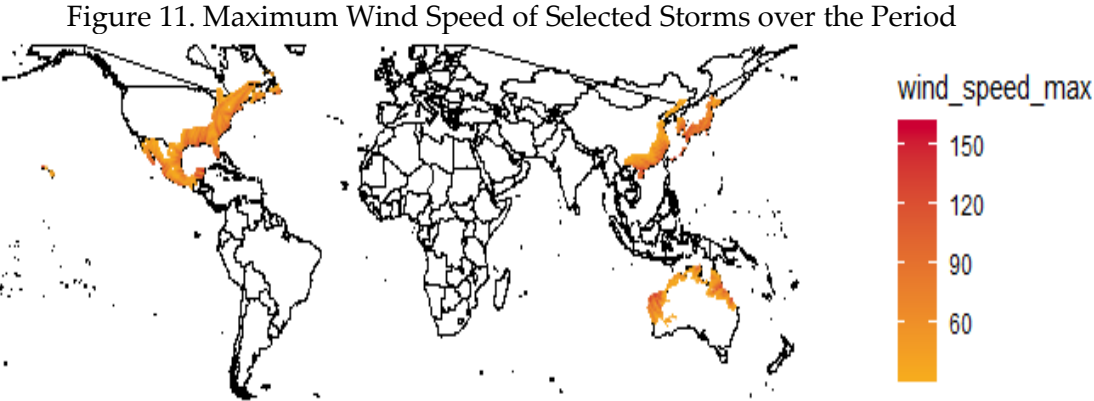 Figure 11. Maximum Wind Speed of Selected Storms over the Period
wind_speed_max
150
120
90
60